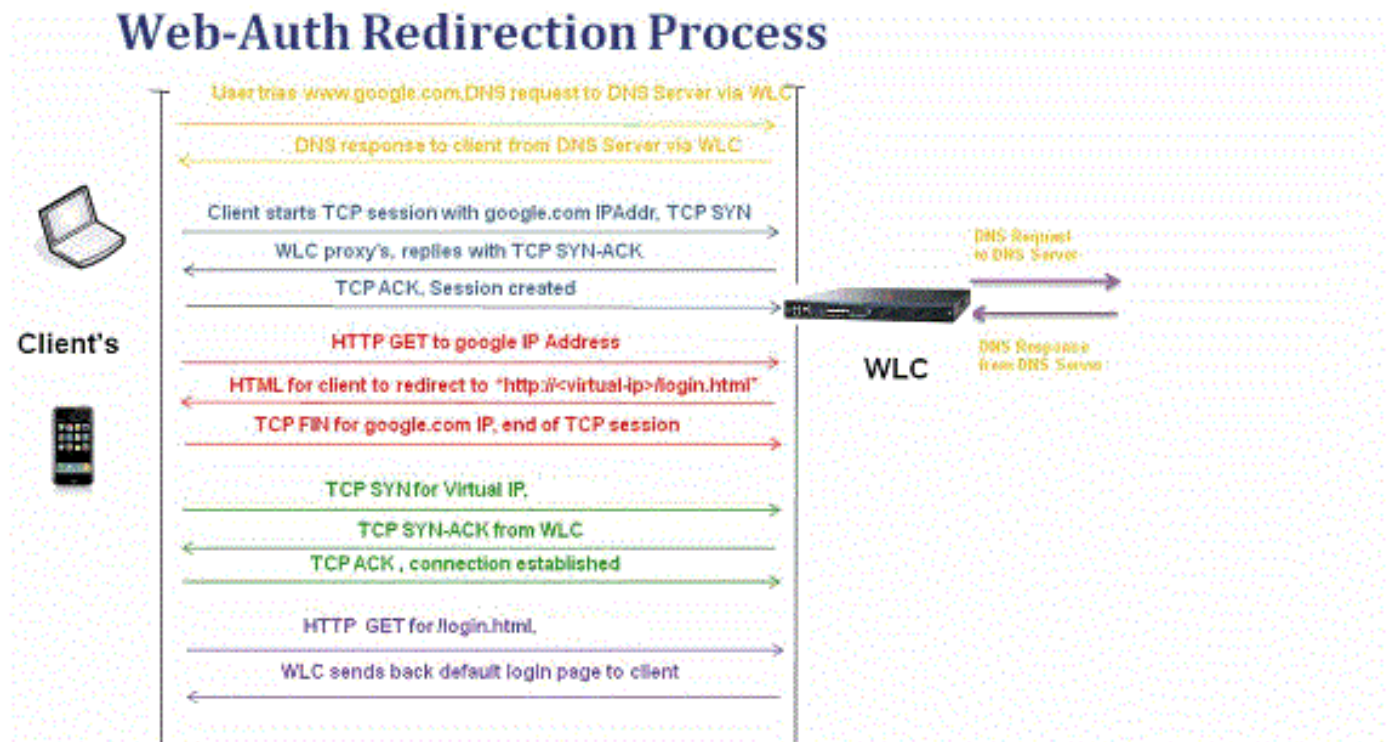 Web-Auth Redirection Process
User tries www.google.com,DNS request to DNS Server via WLC
DNS response to client from DNS Server via WLC
Client starts TCP session with google.com IPAddr, TCP SYN
WLC proxy's, replies with TCP SYN-ACK
TCP ACK, Session created
DNS Request
to DNS Server
Client's
HTTP GET to google IP Address
HTML for client to redirect to "http://<virtual-ip>/login.html"
TCP FIN for google.com IP, end of TCP session
WLC
DNS Response
from DNS Server
TCP SYN for Virtual IP,
TCP SYN-ACK from WLC
TCP ACK , connection established
HTTP GET for /login.html,
WLC sends back default login page to client